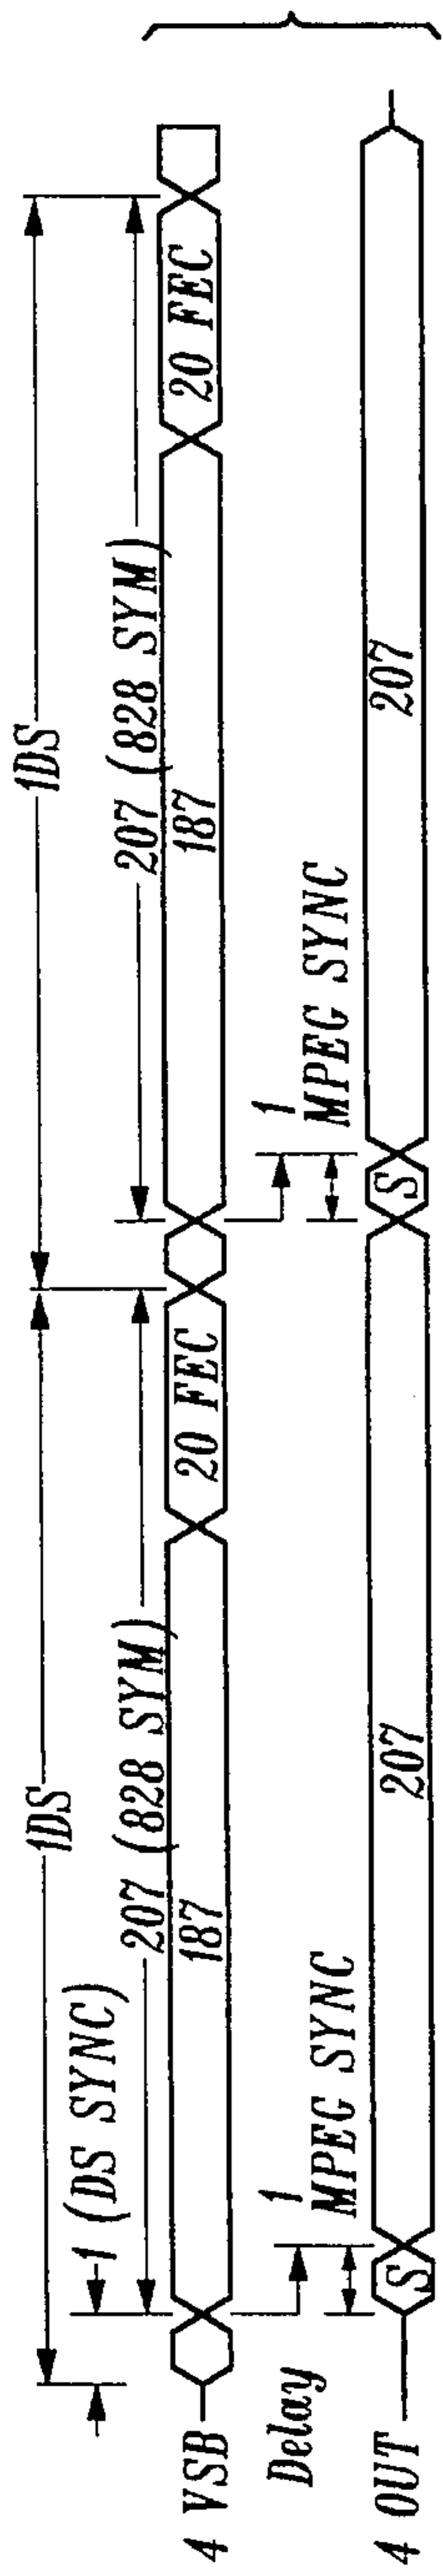 1DS
1DS
1 (DS SYNC)
207 (828 SYM)
207 (828 SYM)
4 VSB
187
20 FEC
187
20 FEC
Delay
1
MPEG SYNC
1
MPEG SYNC
4 OUT
S
207
S
207